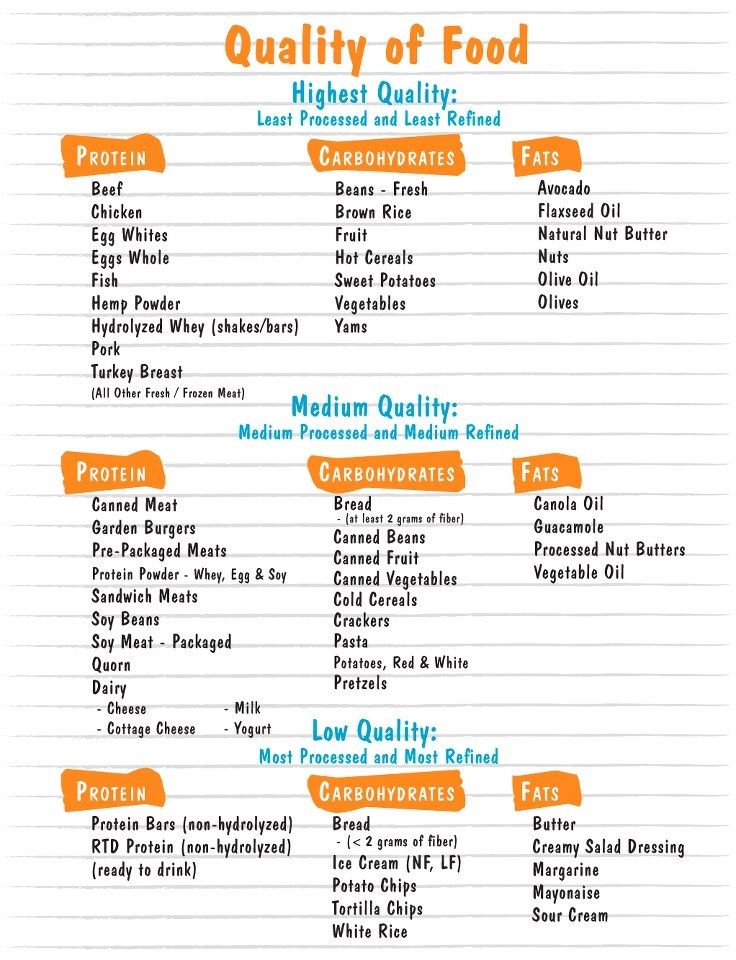 Quality of Food
Highest Quality:
Least Processed and Least Refined
PROTEIN
Beef
Chicken
Egg Whites
Eggs Whole
Fish
Hemp Powder
Hydrolyzed Whey (shakes/bars)
Pork
Turkey Breast
(All Other Fresh / Frozen Meat)
CARBOHYDRATES
Beans - Fresh
Brown Rice
Fruit
Hot Cereals
Sweet Potatoes
Vegetables
Yams
FATS
Avocado
Flaxseed Oil
Natural Nut Butter
Nuts
Olive Oil
Olives
Medium Quality:
Medium Processed and Medium Refined
PROTEIN
Canned Meat
Garden Burgers
Pre-Packaged Meats
Protein Powder - Whey, Egg & Soy
Sandwich Meats
Soy Beans
Soy Meat - Packaged
Quorn
Dairy
- Cheese - Milk
- Cottage Cheese - Yogurt
CARBOHYDRATES
Bread
- (at least 2 grams of fiber)
Canned Beans
Canned Fruit
Canned Vegetables
Cold Cereals
Crackers
Pasta
Potatoes, Red & White
Pretzels
FATS
Canola Oil
Guacamole
Processed Nut Butters
Vegetable Oil
Low Quality:
Most Processed and Most Refined
PROTEIN
Protein Bars (non-hydrolyzed)
RTD Protein (non-hydrolyzed)
(ready to drink)
CARBOHYDRATES
Bread
- (< 2 grams of fiber)
Ice Cream (NF, LF)
Potato Chips
Tortilla Chips
White Rice
FATS
Butter
Creamy Salad Dressing
Margarine
Mayonaise
Sour Cream